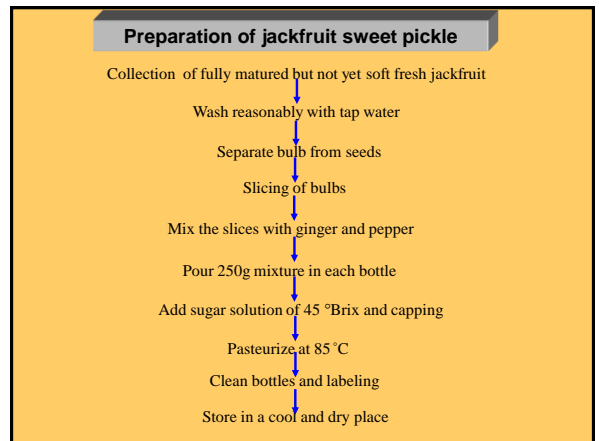 Preparation of jackfruit sweet pickle
Collection of fully matured but not yet soft fresh jackfruit
Wash reasonably with tap water
Separate bulb from seeds
Slicing of bulbs
Mix the slices with ginger and pepper
Pour 250g mixture in each bottle
Add sugar solution of 45 °Brix and capping
Pasteurize at 85˚C
Clean bottles and labeling
Store in a cool and dry place